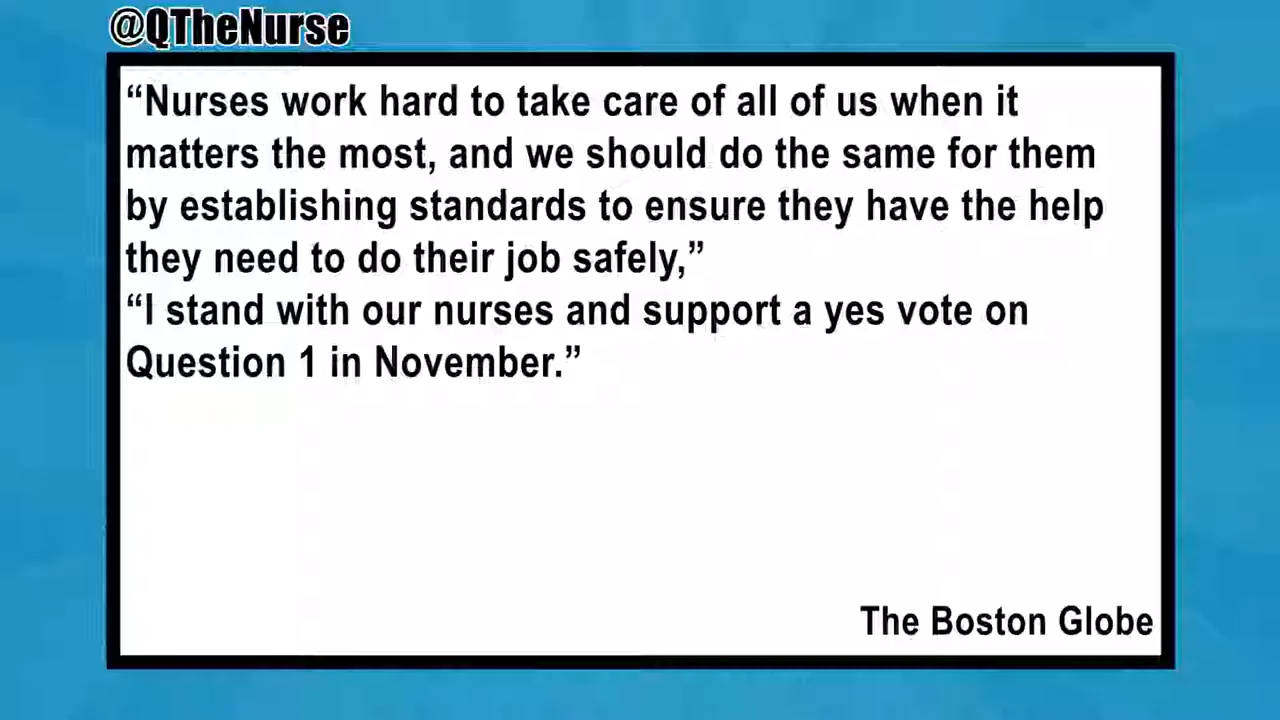 @QTheNurse
“Nurses work hard to take care of all of us when it
matters the most, and we should do the same for them
by establishing standards to ensure they have the help
they need to do their job safely,”
“I stand with our nurses and support a yes vote on
Question 1 in November.”
The Boston Globe